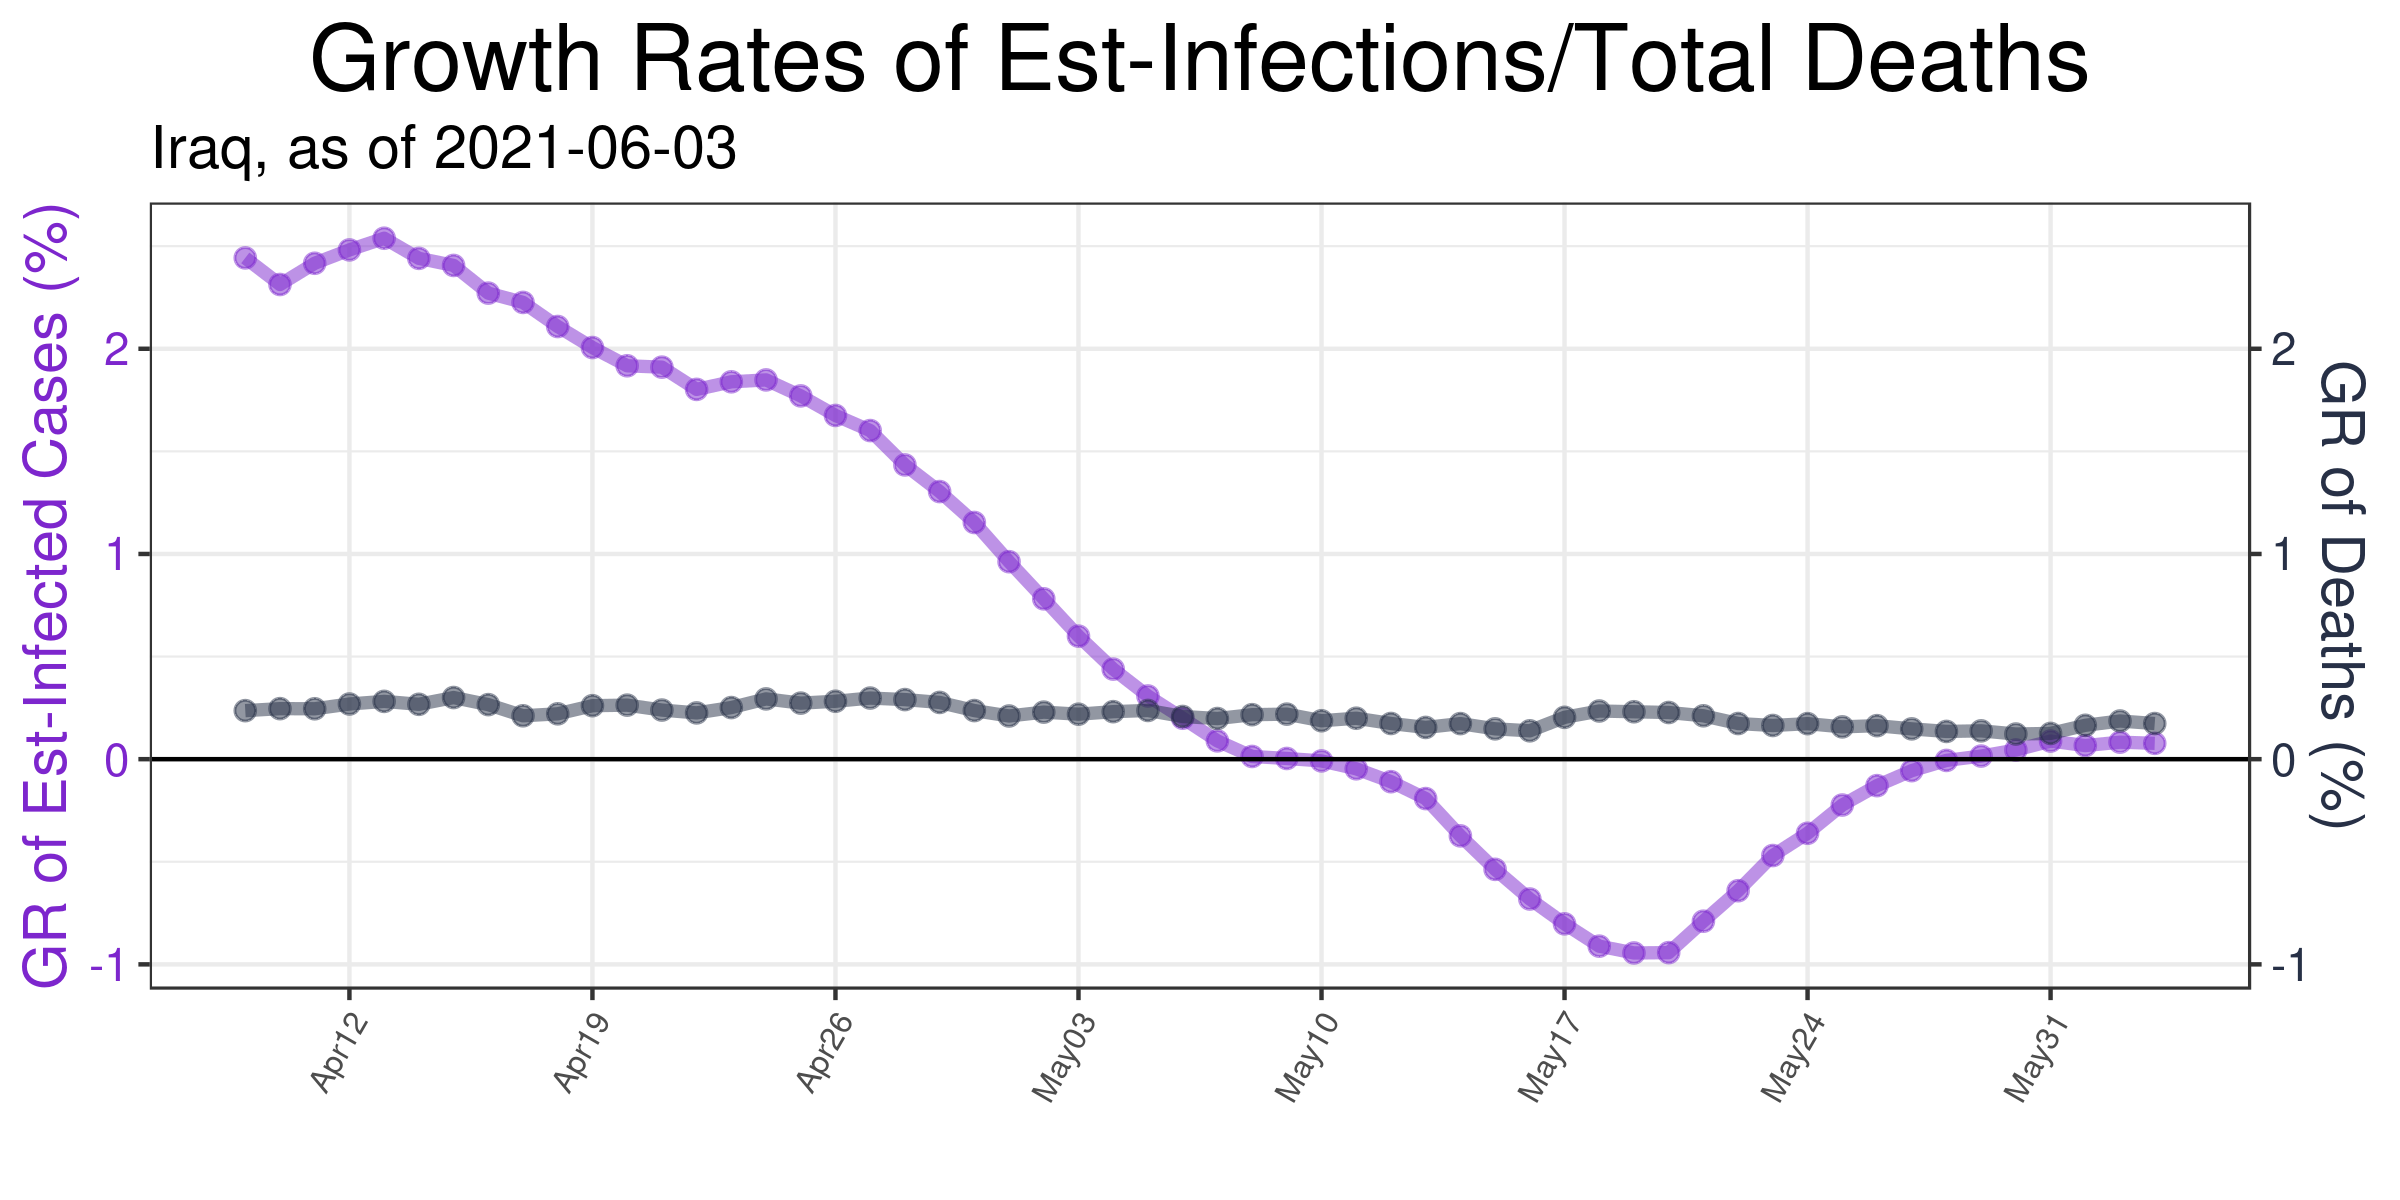 Growth Rates of Est-Infections/Total Deaths
Iraq, as of 2021-06-03
GR of Est-Infected Cases (%)
2
1
0
-1
2
1
0
-1
GR of Deaths (%)
Apr12
Apr19
Apr26
May03
May10
May17
May24
May31